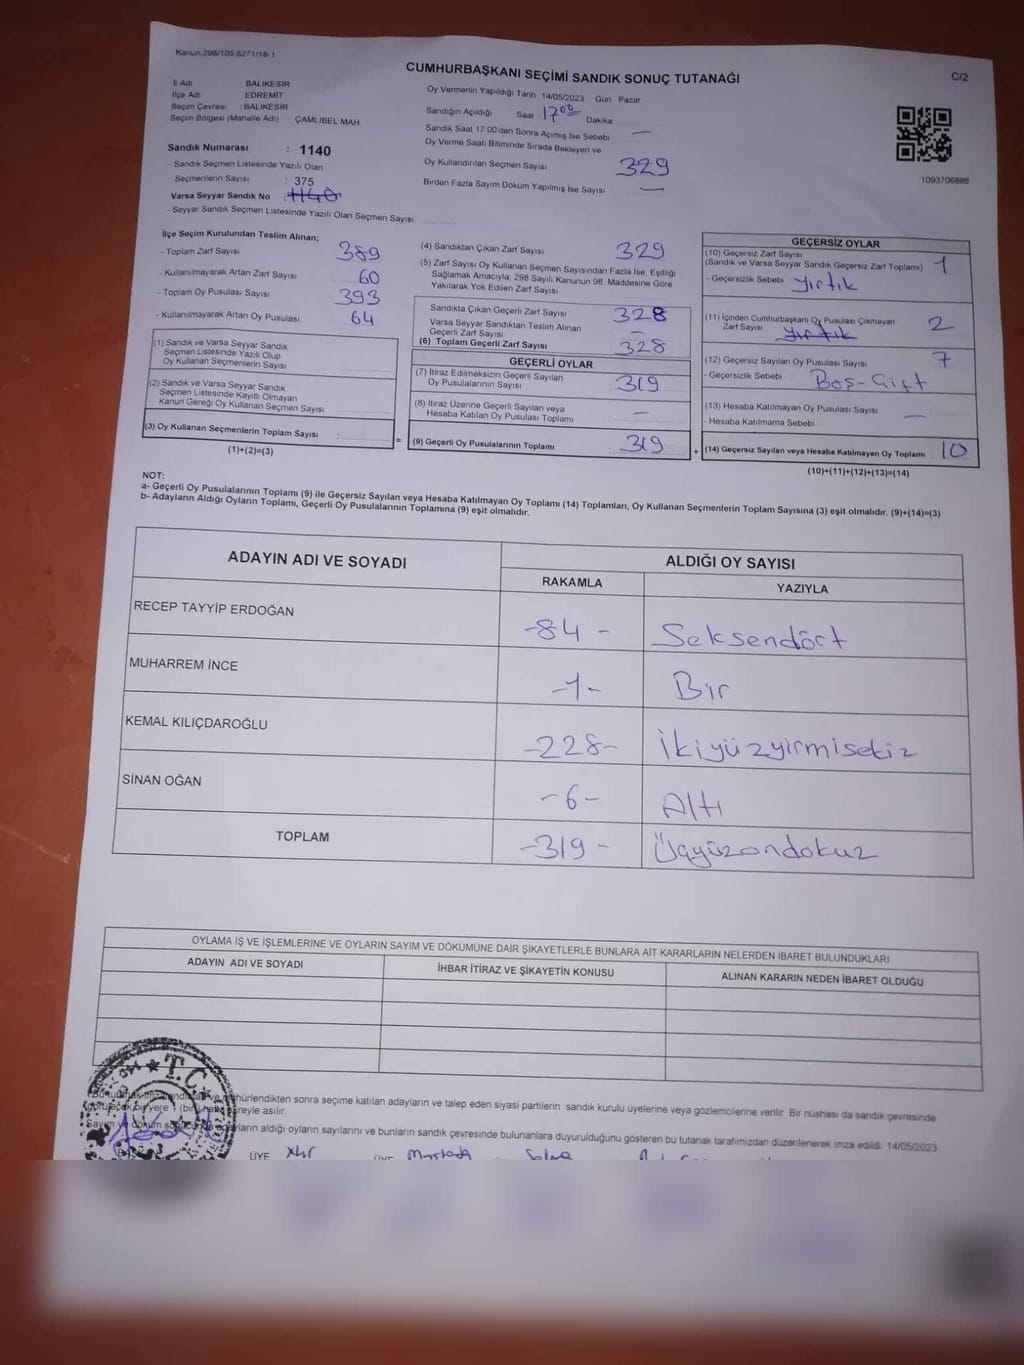 Kanun:298/105,6271/18-1
CUMHURBAŞKANI SEÇİMİ SANDIK SONUÇ TUTANAĞI
C/2
İli Adı BALIKESİR
İlçe Adı EDREMİT
Seçim Çevresi : BALIKESİR
Seçim Bölgesi (Mahalle Adı) : ÇAMLIBEL MAH
Sandık Numarası : 1140
- Sandık Seçmen Listesinde Yazılı Olan
Seçmenlerin Sayısı : 375
Varsa Seyyar Sandık No : 1140
- Seyyar Sandık Seçmen Listesinde Yazılı Olan Seçmen Sayısı
Oy Vermenin Yapıldığı Tarih 14/05/2023 Gün Pazar
Sandığın Açıldığı Saat 17 00 Dakika
Sandık Saat 17:00'den Sonra Açımış İse Sebebi —
Oy Verme Saati Bitiminde Sırada Bekleyen ve
Oy Kullandırılan Seçmen Sayısı 329
Birden Fazla Sayım Döküm Yapılmış İse Sayısı —
1093706888
İlçe Seçim Kurulundan Teslim Alınan;
- Toplam Zarf Sayısı 389
- Kullanılmayarak Artan Zarf Sayısı 60
- Toplam Oy Pusulası Sayısı 393
- Kullanılmayarak Artan Oy Pusulası 64
(1) Sandık ve Varsa Seyyar Sandık
Seçmen Listesinde Yazılı Olup
Oy Kullanan Seçmenlerin Sayısı
(2) Sandık ve Varsa Seyyar Sandık
Seçmen Listesinde Kayıtlı Olmayan
Kanun Gereği Oy Kullanan Seçmen Sayısı
(3) Oy Kullanan Seçmenlerin Toplam Sayısı :
=
(1)+(2)=(3)
(4) Sandıktan Çıkan Zarf Sayısı 329
(5) Zarf Sayısı Oy Kullanan Seçmen Sayısından Fazla İse, Eşitliği
Sağlamak Amacıyla, 298 Sayılı Kanunun 98. Maddesine Göre
Yakılarak Yok Edilen Zarf Sayısı
Sandıkta Çıkan Geçerli Zarf Sayısı 328
Varsa Seyyar Sandıktan Teslim Alınan
Geçerli Zarf Sayısı —
(6) Toplam Geçerli Zarf Sayısı 328
GEÇERLİ OYLAR
(7) İtiraz Edilmeksizin Geçerli Sayılan
Oy Pusulalarının Sayısı 319
(8) İtiraz Üzerine Geçerli Sayılan veya
Hesaba Katılan Oy Pusulası Toplamı —
(9) Geçerli Oy Pusulalarının Toplamı 319
+
GEÇERSİZ OYLAR
(10) Geçersiz Zarf Sayısı
(Sandık ve Varsa Seyyar Sandık Geçersiz Zarf Toplamı) 1
- Geçersizlik Sebebi yırtık
(11) İçinden Cumhurbaşkanı Oy Pusulası Çıkmayan
Zarf Sayısı yırtık 2
(12) Geçersiz Sayılan Oy Pusulası Sayısı 7
- Geçersizlik Sebebi Boş-Çift
(13) Hesaba Katılmayan Oy Pusulası Sayısı —
- Hesaba Katılmama Sebebi
(14) Geçersiz Sayılan veya Hesaba Katılmayan Oy Toplamı 10
(10)+(11)+(12)+(13)=(14)
NOT:
a- Geçerli Oy Pusulalarının Toplamı (9) ile Geçersiz Sayılan veya Hesaba Katılmayan Oy Toplamı (14) Toplamları, Oy Kullanan Seçmenlerin Toplam Sayısına (3) eşit olmalıdır. (9)+(14)=(3)
b- Adayların Aldığı Oyların Toplamı, Geçerli Oy Pusulalarının Toplamına (9) eşit olmalıdır.
ADAYIN ADI VE SOYADI
ALDIĞI OY SAYISI
RAKAMLA YAZIYLA
RECEP TAYYİP ERDOĞAN -84- Seksendört
MUHARREM İNCE -1- Bir
KEMAL KILIÇDAROĞLU -228- İkiyüzyirmisekiz
SİNAN OĞAN -6- Altı
TOPLAM -319- Üçyüzondokuz
OYLAMA İŞ VE İŞLEMLERİNE VE OYLARIN SAYIM VE DÖKÜMÜNE DAİR ŞİKAYETLERLE BUNLARA AİT KARARLARIN NELERDEN İBARET BULUNDUKLARI
ADAYIN ADI VE SOYADI İHBAR İTİRAZ VE ŞİKAYETİN KONUSU ALINAN KARARIN NEDEN İBARET OLDUĞU
T.C.
mühürlendikten sonra seçime katılan adayların ve talep eden siyasi partilerin sandık kurulu üyelerine veya gözlemcilerine verilir. Bir nüshası da sandık çevresinde
yere 1 (bir) hafta süreyle asılır.
Sayım ve döküm adayların aldığı oyların sayılarını ve bunların sandık çevresinde bulunanlara duyurulduğunu gösteren bu tutanak tarafımızdan düzenlenerek imza edildi. 14/05/2023
ÜYE ÜYE Mustafa Selma